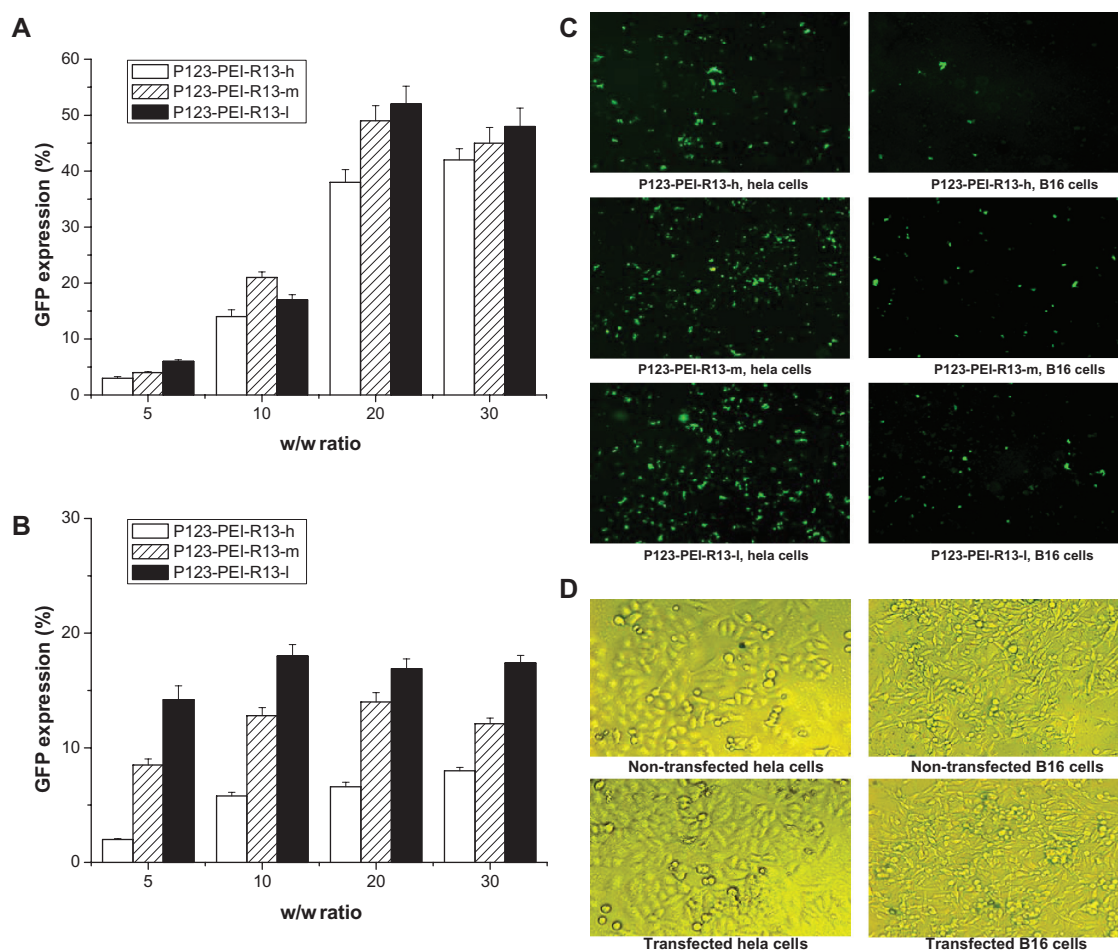 A
GFP expression (%)
60
50
40
30
20
10
0
P123-PEI-R13-h
P123-PEI-R13-m
P123-PEI-R13-l
5 10 20 30
w/w ratio
B
GFP expression (%)
30
20
10
0
P123-PEI-R13-h
P123-PEI-R13-m
P123-PEI-R13-l
5 10 20 30
w/w ratio
C
P123-PEI-R13-h, hela cells
P123-PEI-R13-h, B16 cells
P123-PEI-R13-m, hela cells
P123-PEI-R13-m, B16 cells
P123-PEI-R13-l, hela cells
P123-PEI-R13-l, B16 cells
D
Non-transfected hela cells
Non-transfected B16 cells
Transfected hela cells
Transfected B16 cells